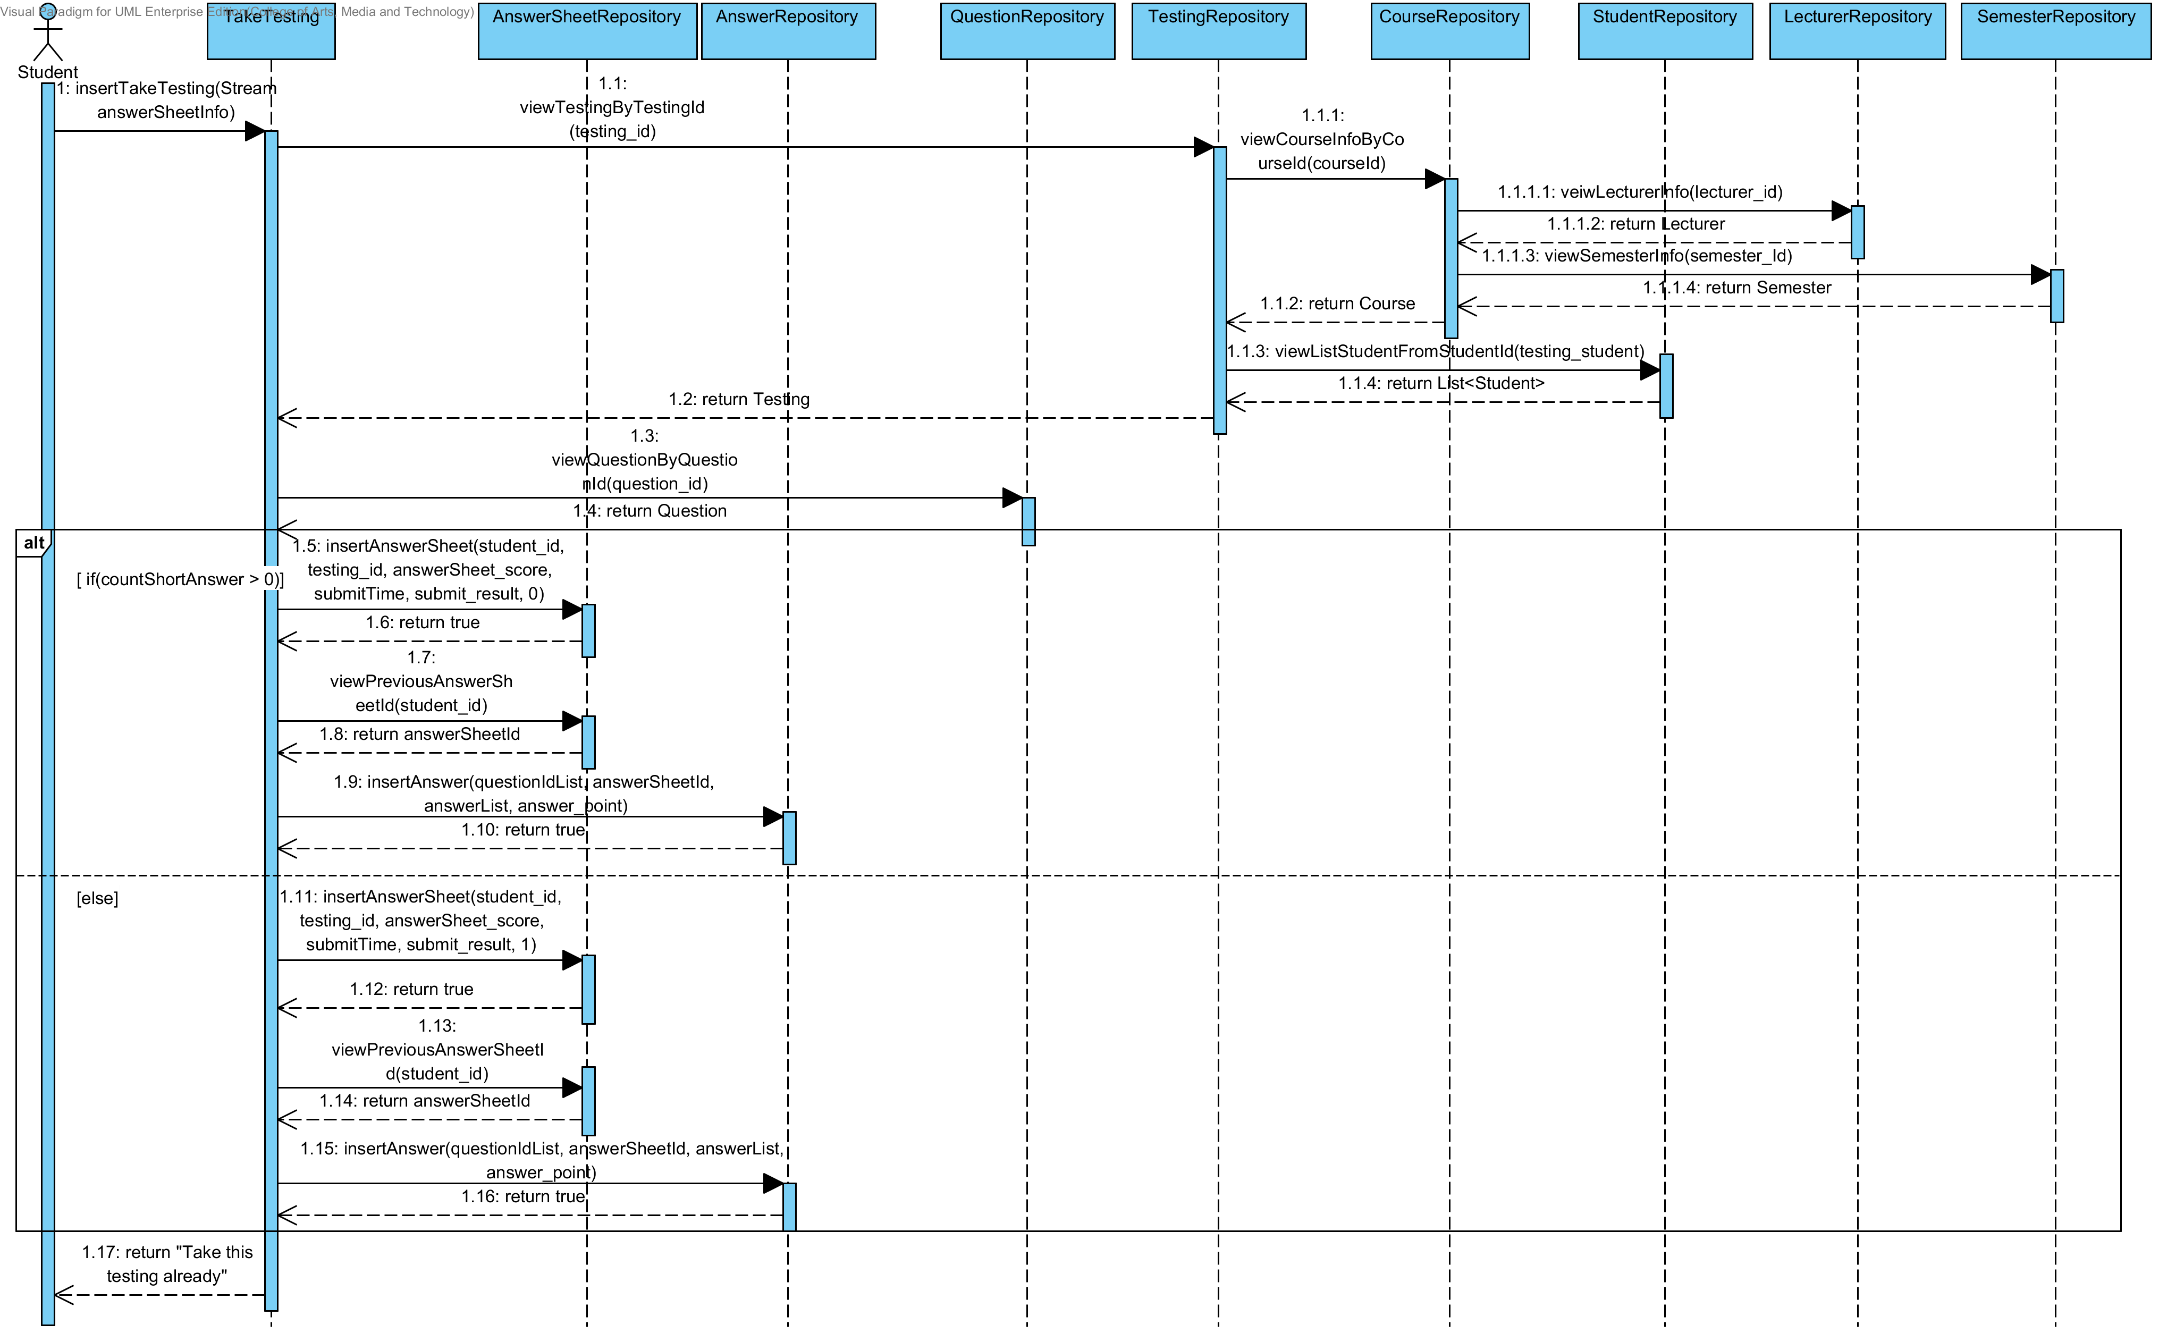 Visual Paradigm for UML Enterprise Edition(College of Arts, Media and Technology)
TakeTesting
AnswerSheetRepository
AnswerRepository
QuestionRepository
TestingRepository
CourseRepository
StudentRepository
LecturerRepository
SemesterRepository
Student
1: insertTakeTesting(Stream
answerSheetInfo)
1.1:
viewTestingByTestingId
(testing_id)
1.1.1:
viewCourseInfoByCo
urseId(courseId)
1.1.1.1: veiwLecturerInfo(lecturer_id)
1.1.1.2: return Lecturer
1.1.1.3: viewSemesterInfo(semester_Id)
1.1.1.4: return Semester
1.1.2: return Course
1.1.3: viewListStudentFromStudentId(testing_student)
1.1.4: return List<Student>
1.2: return Testing
1.3:
viewQuestionByQuestio
nId(question_id)
1.4: return Question
alt
[ if(countShortAnswer > 0)]
1.5: insertAnswerSheet(student_id,
testing_id, answerSheet_score,
submitTime, submit_result, 0)
1.6: return true
1.7:
viewPreviousAnswerSh
eetId(student_id)
1.8: return answerSheetId
1.9: insertAnswer(questionIdList, answerSheetId,
answerList, answer_point)
1.10: return true
[else]
1.11: insertAnswerSheet(student_id,
testing_id, answerSheet_score,
submitTime, submit_result, 1)
1.12: return true
1.13:
viewPreviousAnswerSheetI
d(student_id)
1.14: return answerSheetId
1.15: insertAnswer(questionIdList, answerSheetId, answerList,
answer_point)
1.16: return true
1.17: return "Take this
testing already"